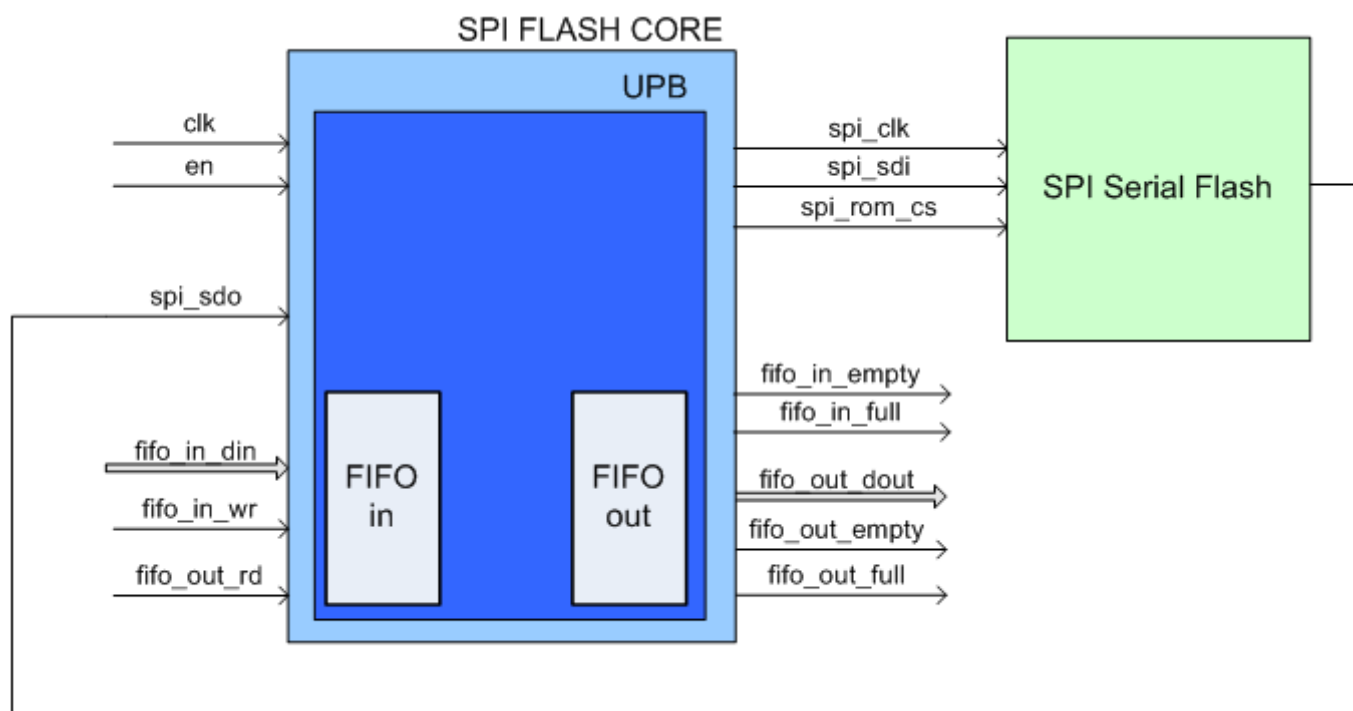 SPI FLASH CORE
UPB
clk
en
spi_sdo
fifo_in_din
fifo_in_wr
fifo_out_rd
FIFO
in
FIFO
out
spi_clk
spi_sdi
spi_rom_cs
SPI Serial Flash
fifo_in_empty
fifo_in_full
fifo_out_dout
fifo_out_empty
fifo_out_full